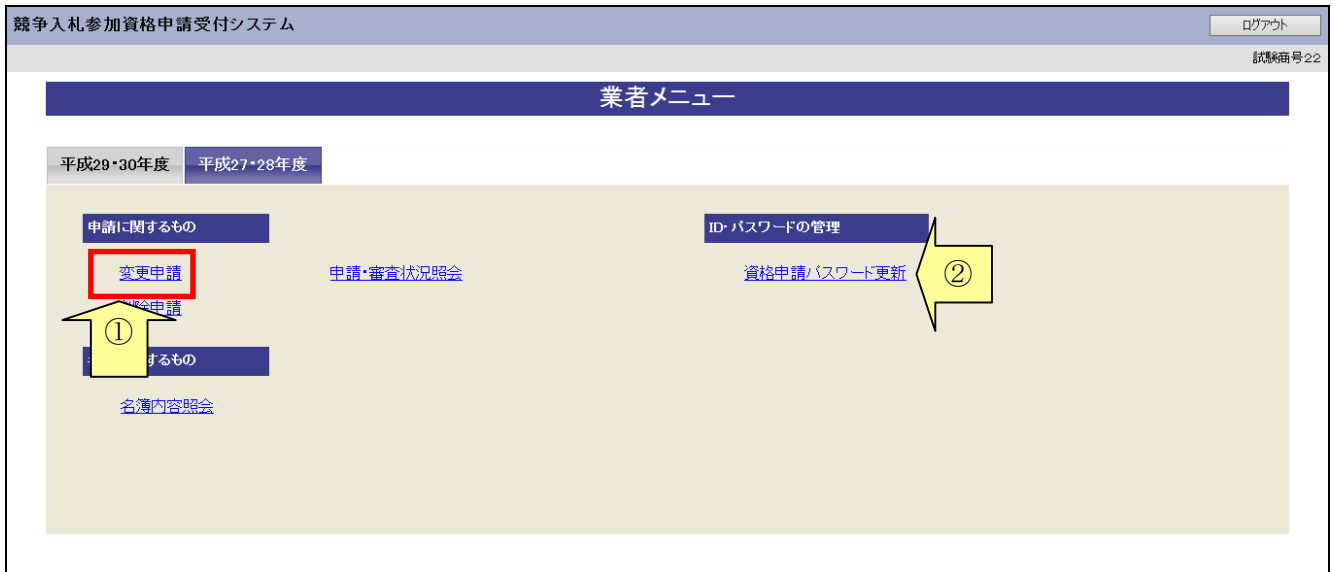 競争入札参加資格申請受付システム
ログアウト
試験商号22
業者メニュー
平成29・30年度
平成27・28年度
申請に関するもの
ID・パスワードの管理
変更申請
申請・審査状況照会
資格申請パスワード更新
②
除申請
①
するもの
名簿内容照会